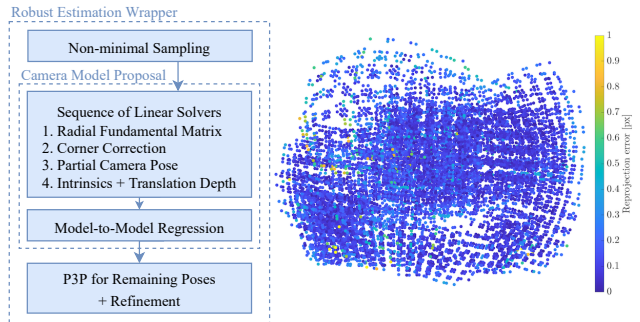 Robust Estimation Wrapper
Non-minimal Sampling
Camera Model Proposal
Sequence of Linear Solvers
1. Radial Fundamental Matrix
2. Corner Correction
3. Partial Camera Pose
4. Intrinsics + Translation Depth
Model-to-Model Regression
P3P for Remaining Poses
+ Refinement
1
0.9
0.8
0.7
0.6
0.5
0.4
0.3
0.2
0.1
0
Reprojection error [px]